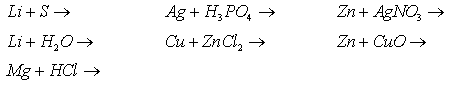 Li + S → Ag + H₃PO₄ → Zn + AgNO₃ →
Li + H₂O → Cu + ZnCl₂ → Zn + CuO →
Mg + HCl →